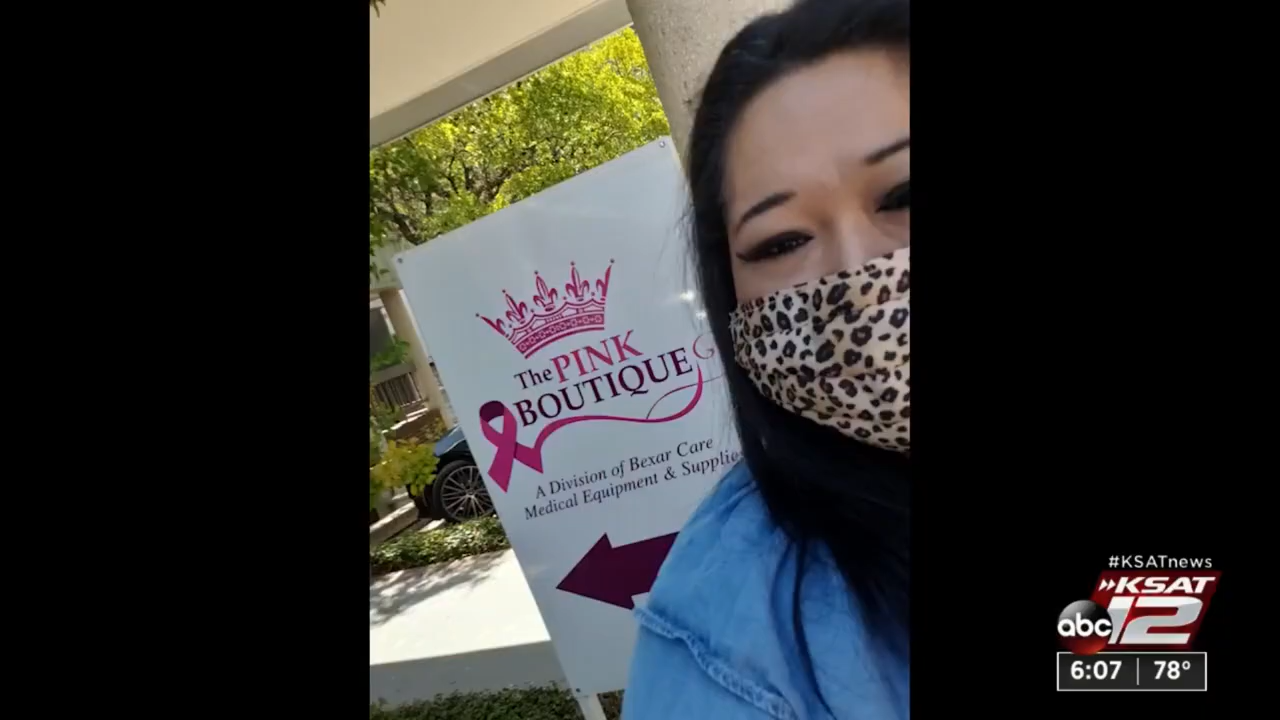 The PINK
BOUTIQUE
A Division of Bexar Care
Medical Equipment & Supplies
#KSATnews
KSAT
abc 12
6:07 78°